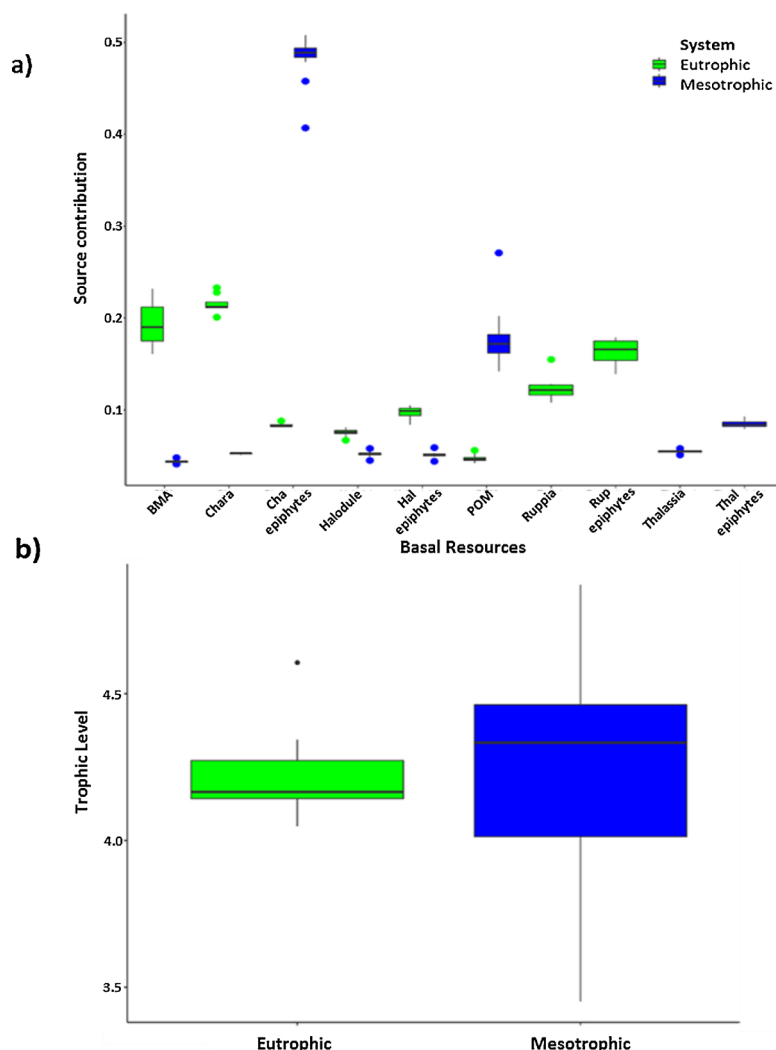 a)
0.5
0.4
0.3
0.2
0.1
Source contribution
System
Eutrophic
Mesotrophic
BMA
Chara
Cha
epiphytes
Halodule
Hal
epiphytes
POM
Ruppia
Rup
epiphytes
Thalassia
Thal
epiphytes
Basal Resources
b)
4.5
4.0
3.5
Trophic Level
Eutrophic
Mesotrophic